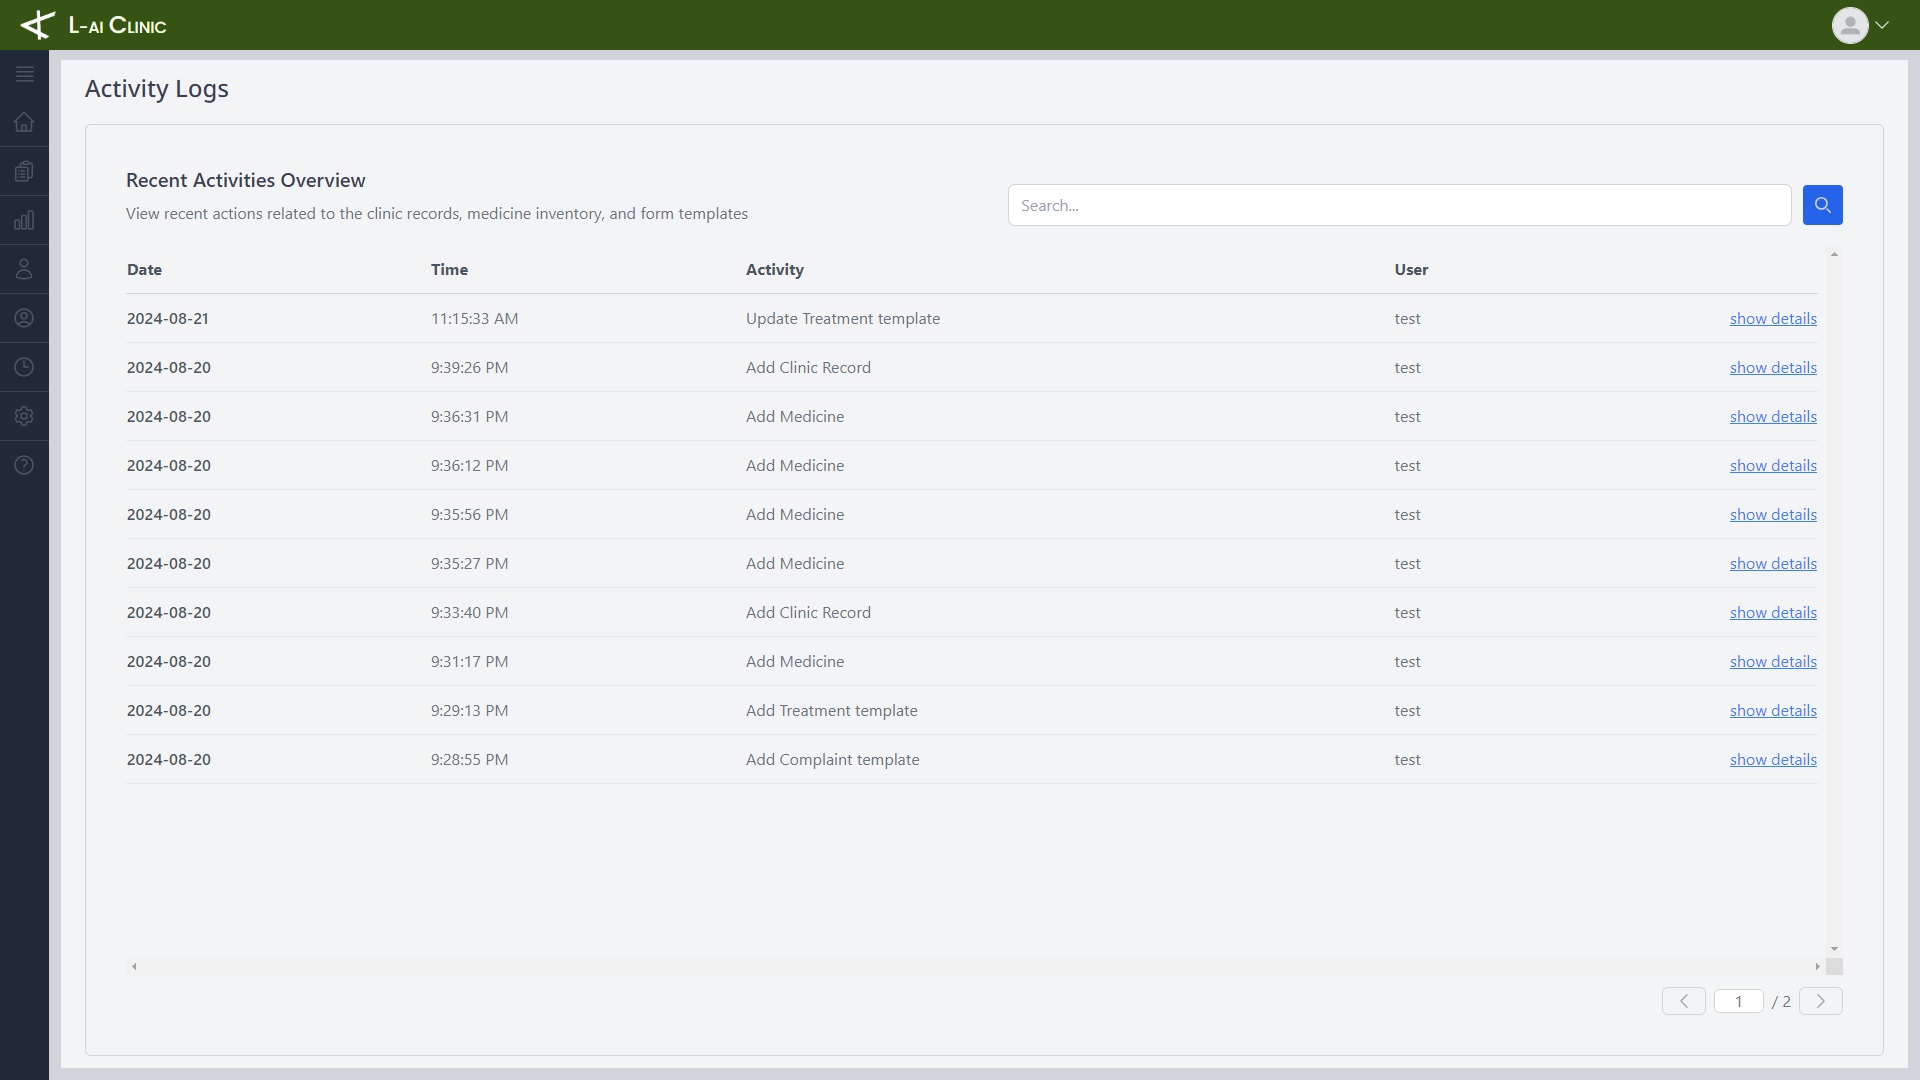 L-AI CLINIC
Activity Logs
Recent Activities Overview
View recent actions related to the clinic records, medicine inventory, and form templates
Search...
Date Time Activity User
2024-08-21 11:15:33 AM Update Treatment template test show details
2024-08-20 9:39:26 PM Add Clinic Record test show details
2024-08-20 9:36:31 PM Add Medicine test show details
2024-08-20 9:36:12 PM Add Medicine test show details
2024-08-20 9:35:56 PM Add Medicine test show details
2024-08-20 9:35:27 PM Add Medicine test show details
2024-08-20 9:33:40 PM Add Clinic Record test show details
2024-08-20 9:31:17 PM Add Medicine test show details
2024-08-20 9:29:13 PM Add Treatment template test show details
2024-08-20 9:28:55 PM Add Complaint template test show details
1 / 2